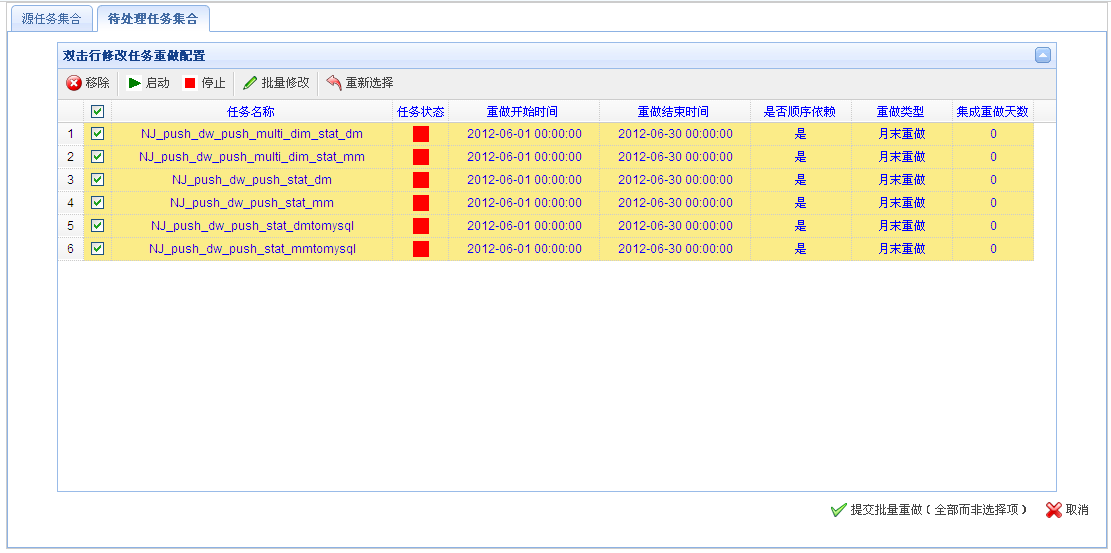 源任务集合 待处理任务集合
双击行修改任务重做配置
移除 启动 停止 批量修改 重新选择
任务名称 任务状态 重做开始时间 重做结束时间 是否顺序依赖 重做类型 集成重做天数
1 NJ_push_dw_push_multi_dim_stat_dm 2012-06-01 00:00:00 2012-06-30 00:00:00 是 月末重做 0
2 NJ_push_dw_push_multi_dim_stat_mm 2012-06-01 00:00:00 2012-06-30 00:00:00 是 月末重做 0
3 NJ_push_dw_push_stat_dm 2012-06-01 00:00:00 2012-06-30 00:00:00 是 月末重做 0
4 NJ_push_dw_push_stat_mm 2012-06-01 00:00:00 2012-06-30 00:00:00 是 月末重做 0
5 NJ_push_dw_push_stat_dmtomysql 2012-06-01 00:00:00 2012-06-30 00:00:00 是 月末重做 0
6 NJ_push_dw_push_stat_mmtomysql 2012-06-01 00:00:00 2012-06-30 00:00:00 是 月末重做 0
提交批量重做(全部而非选择项) 取消